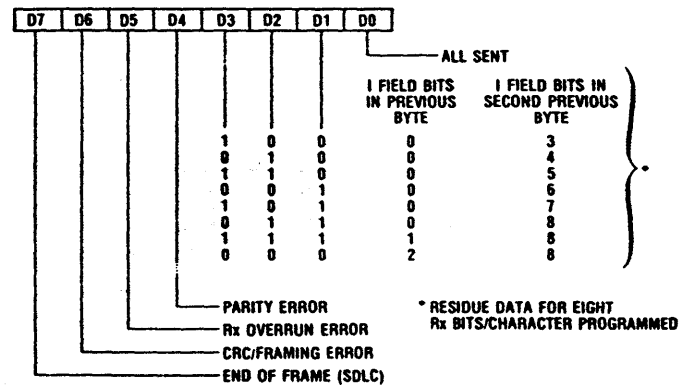 D7 D6 D5 D4 D3 D2 D1 D0
ALL SENT
I FIELD BITS IN PREVIOUS BYTE
I FIELD BITS IN SECOND PREVIOUS BYTE
1 0 0 0 3
0 1 0 0 4
1 1 0 0 5
0 0 1 0 6
1 0 1 0 7
0 1 1 0 8
1 1 1 1 8
0 0 0 2 8
*
PARITY ERROR
Rx OVERRUN ERROR
CRC/FRAMING ERROR
END OF FRAME (SDLC)
* RESIDUE DATA FOR EIGHT
Rx BITS/CHARACTER PROGRAMMED